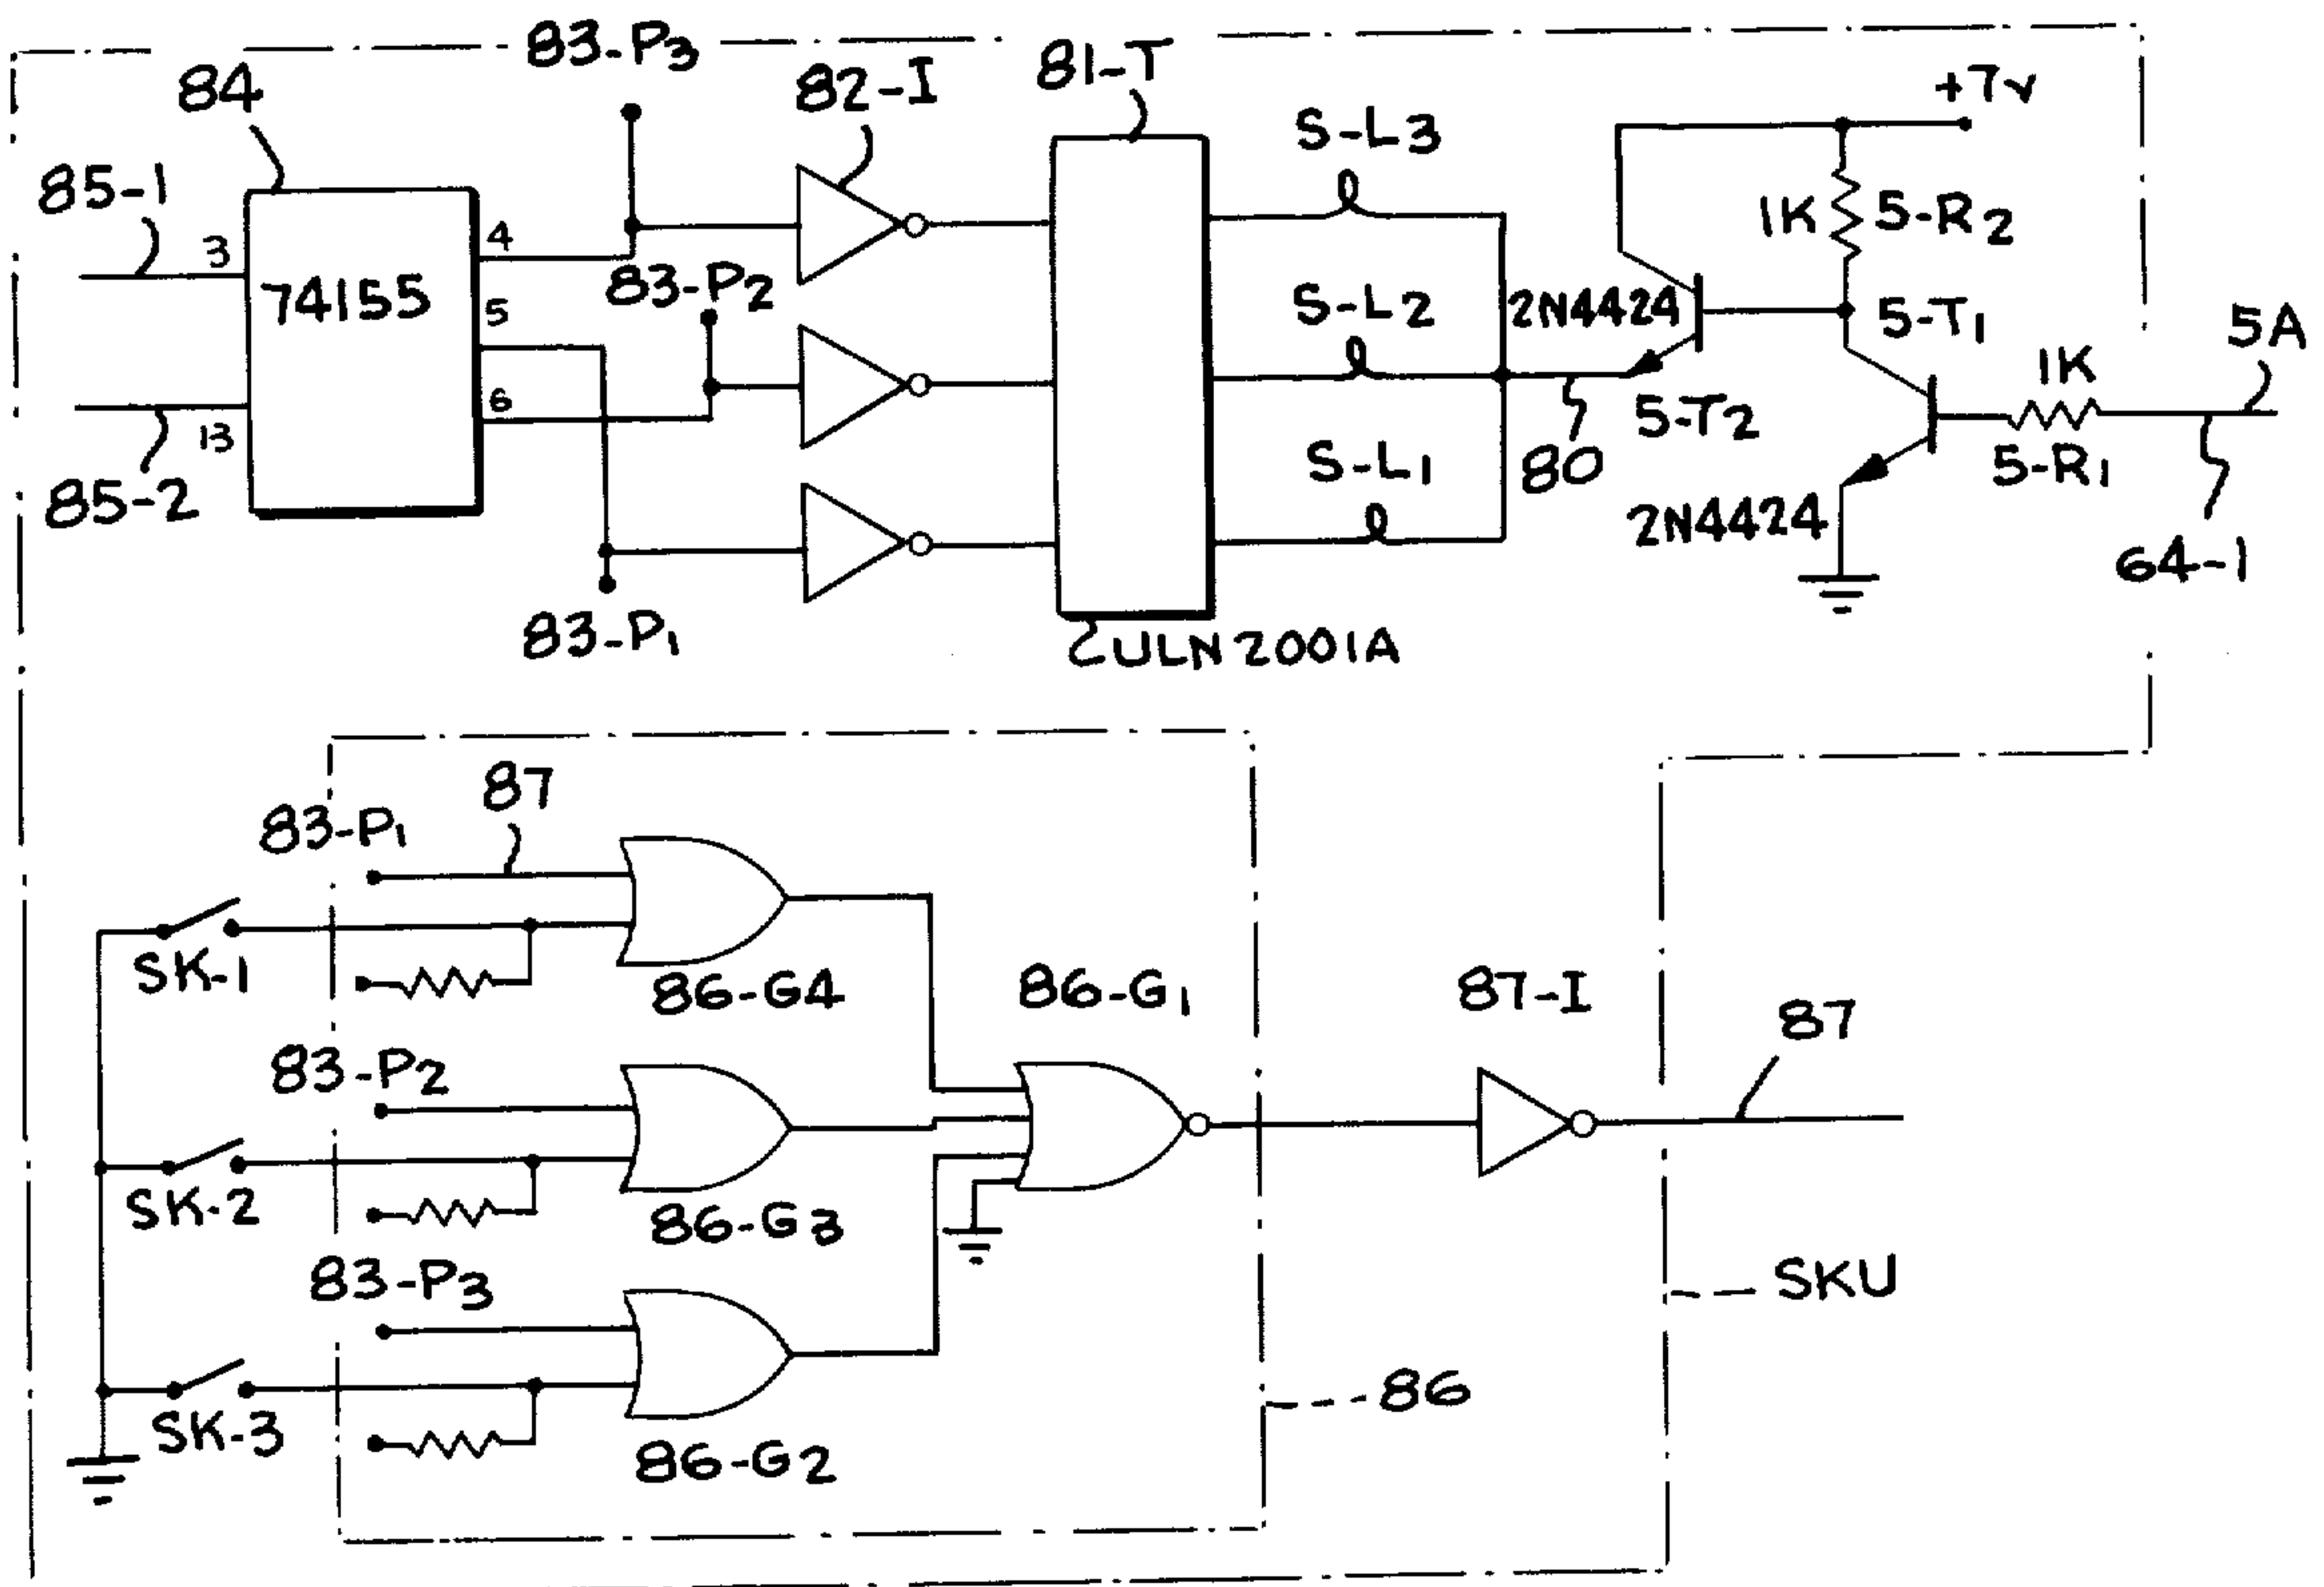 83-P3
81-T
84
82-I
+7v
S-L3
85-1
3
4
1K
5-R2
83-P2
74155
5
S-L2
2N4424
5-T1
5A
6
1K
5-T2
13
S-L1
80
5-R1
85-2
2N4424
64-1
83-P1
ULN2001A
87
83-P1
SK-1
86-G4
86-G1
87-I
87
83-P2
SK-2
86-G3
83-P3
SKU
86
SK-3
86-G2